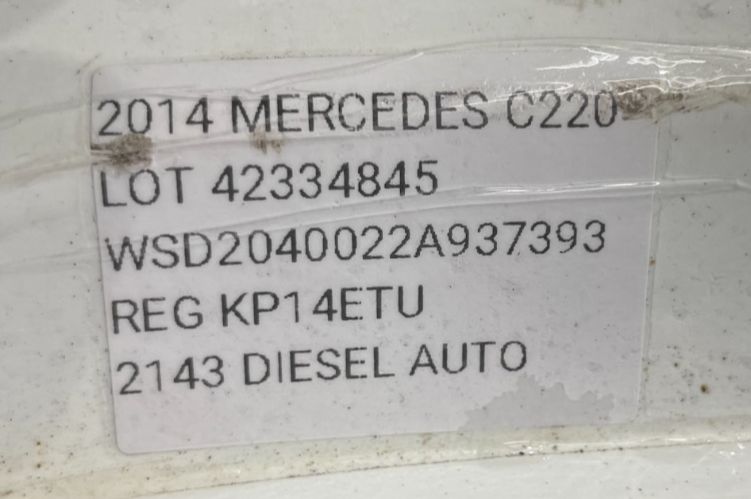 2014 MERCEDES C220
LOT 42334845
WSD2040022A937393
REG KP14ETU
2143 DIESEL AUTO